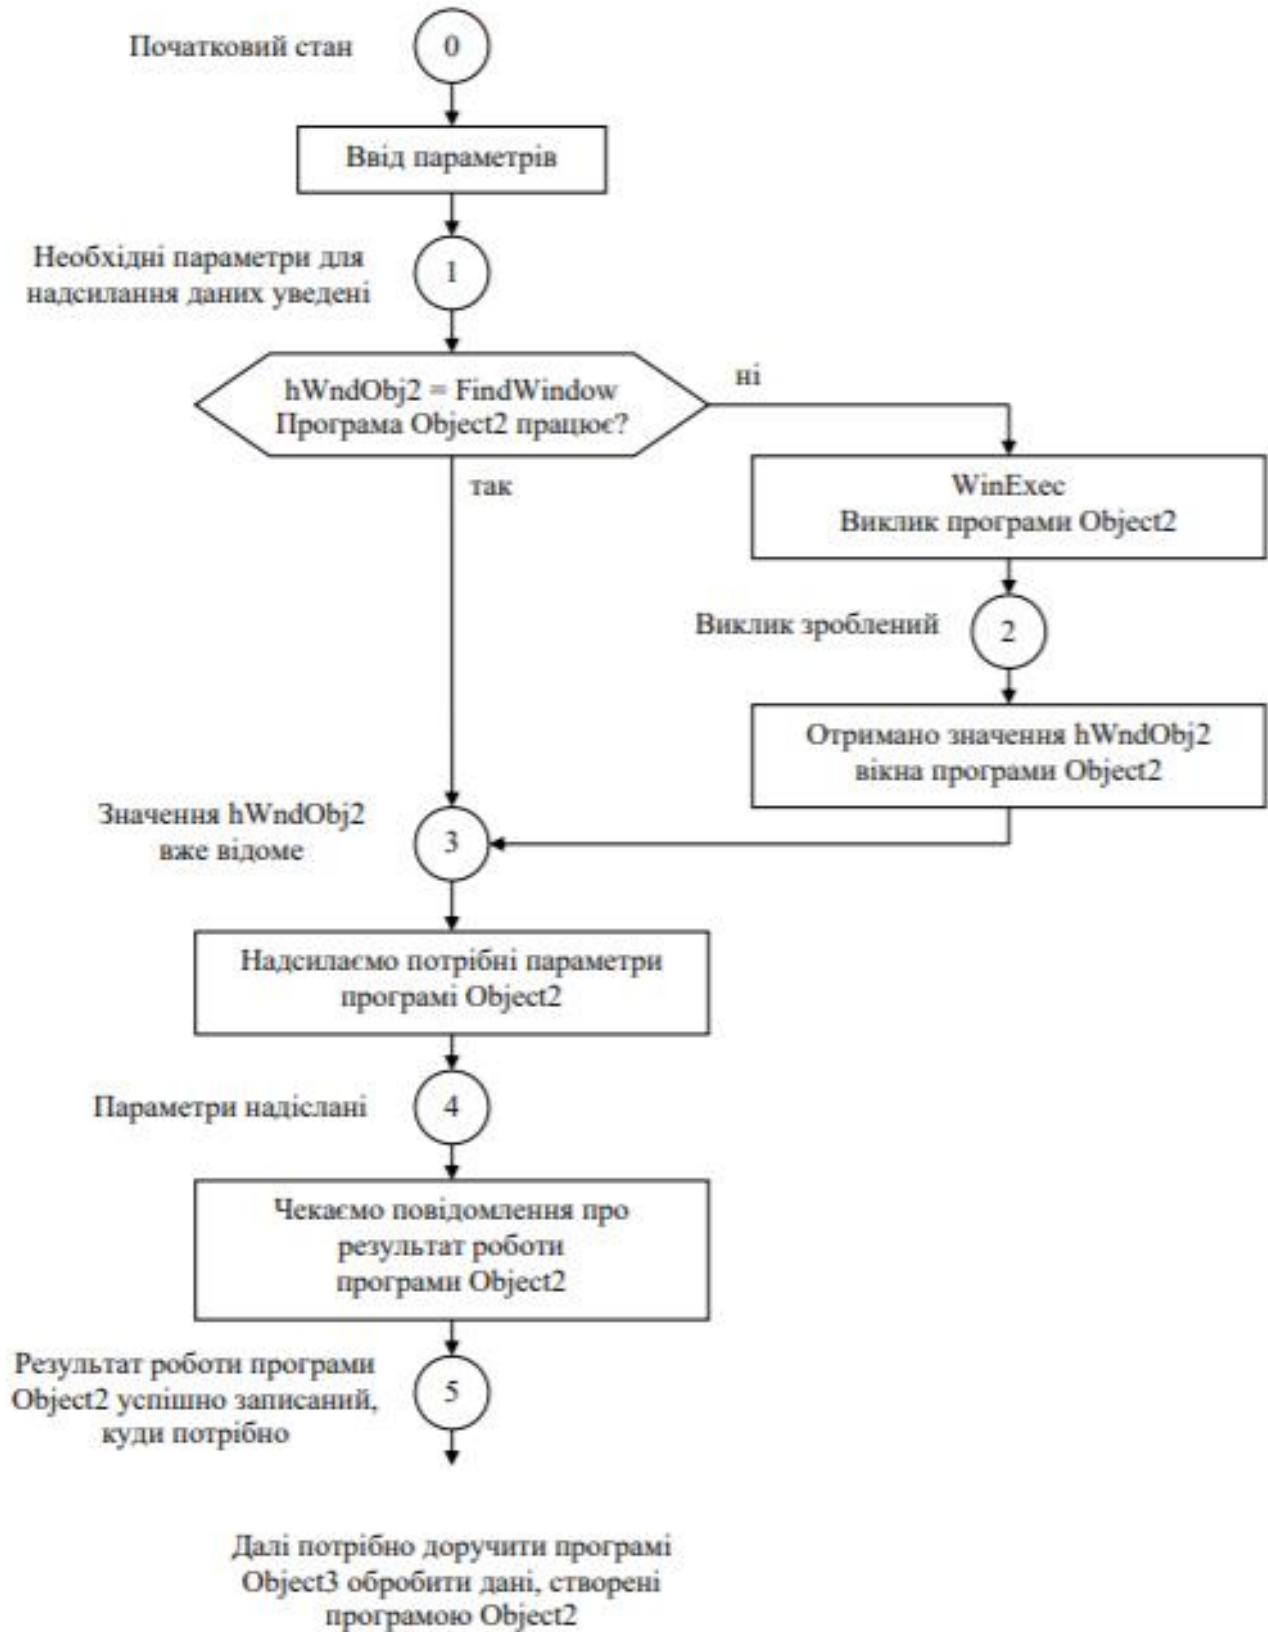 Початковий стан
0
Ввід параметрів
Необхідні параметри для
надсилання даних уведені
1
hWndObj2 = FindWindow
Програма Object2 працює?
ні
так
WinExec
Виклик програми Object2
Виклик зроблений
2
Отримано значення hWndObj2
вікна програми Object2
Значення hWndObj2
вже відоме
3
Надсилаємо потрібні параметри
програмі Object2
Параметри надіслані
4
Чекаємо повідомлення про
результат роботи
програми Object2
Результат роботи програми
Object2 успішно записаний,
куди потрібно
5
Далі потрібно доручити програмі
Object3 обробити дані, створені
програмою Object2